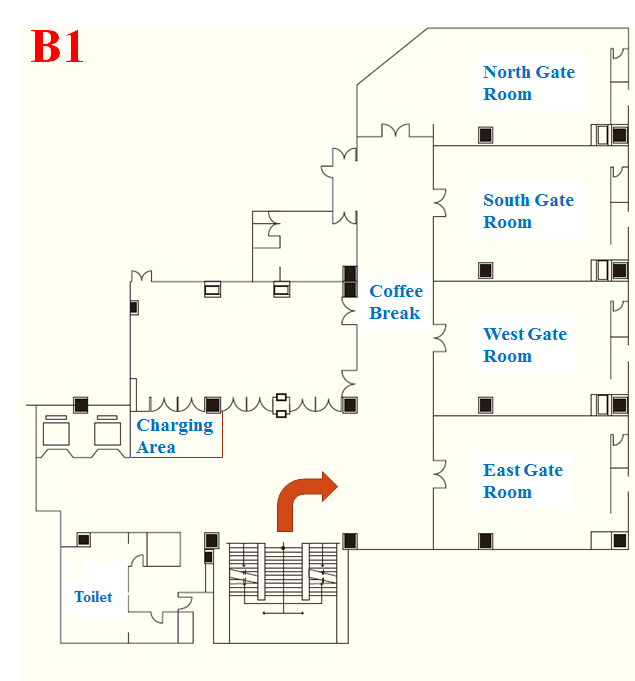 B1
North Gate
Room
South Gate
Room
Coffee
Break
West Gate
Room
Charging
Area
East Gate
Room
Toilet